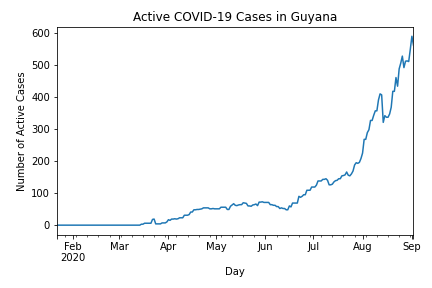 Active COVID-19 Cases in Guyana
600
500
400
300
200
100
0
Number of Active Cases
Feb Mar Apr May Jun Jul Aug Sep
2020
Day